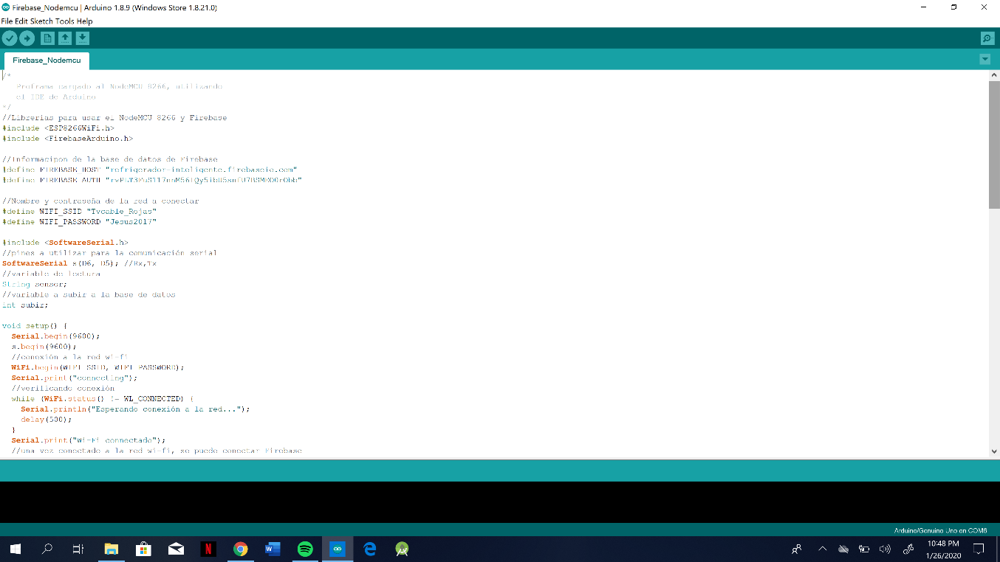 Firebase_Nodemcu | Arduino 1.8.9 (Windows Store 1.8.21.0)
File Edit Sketch Tools Help
Firebase_Nodemcu
/*
Proframa cargado al NodeMCU 8266, utilizando
el IDE de Arduino
*/
//Librerias para usar el NodeMCU 8266 y Firebase
#include <ESP8266WiFi.h>
#include <FirebaseArduino.h>
//Informacipon de la base de datos de Firebase
#define FIREBASE_HOST "refrigerador-inteligente.firebaseio.com"
#define FIREBASE_AUTH
//Nombre y contraseña de la red a conectar
#define WIFI_SSID "Tvcable_Rojas"
#define WIFI_PASSWORD "Jesus2017"
#include <SoftwareSerial.h>
//pines a utilizar para la comunicación serial
SoftwareSerial s(D6, D5); //Rx,Tx
//variable de lectura
String sensor;
//variable a subir a la base de datos
int subir;
void setup() {
Serial.begin(9600);
s.begin(9600);
//conexión a la red wi-fi
WiFi.begin(WIFI_SSID, WIFI_PASSWORD);
Serial.print("connecting");
//verificando conexión
while (WiFi.status() != WL_CONNECTED) {
Serial.println("Esperando conexión a la red...");
delay(500);
}
Serial.print("Wi-Fi connectado");
//una vez conectado a la red wi-fi, se puede conectar Firebase
Arduino/Genuino Uno on COM6
10:48 PM
1/26/2020